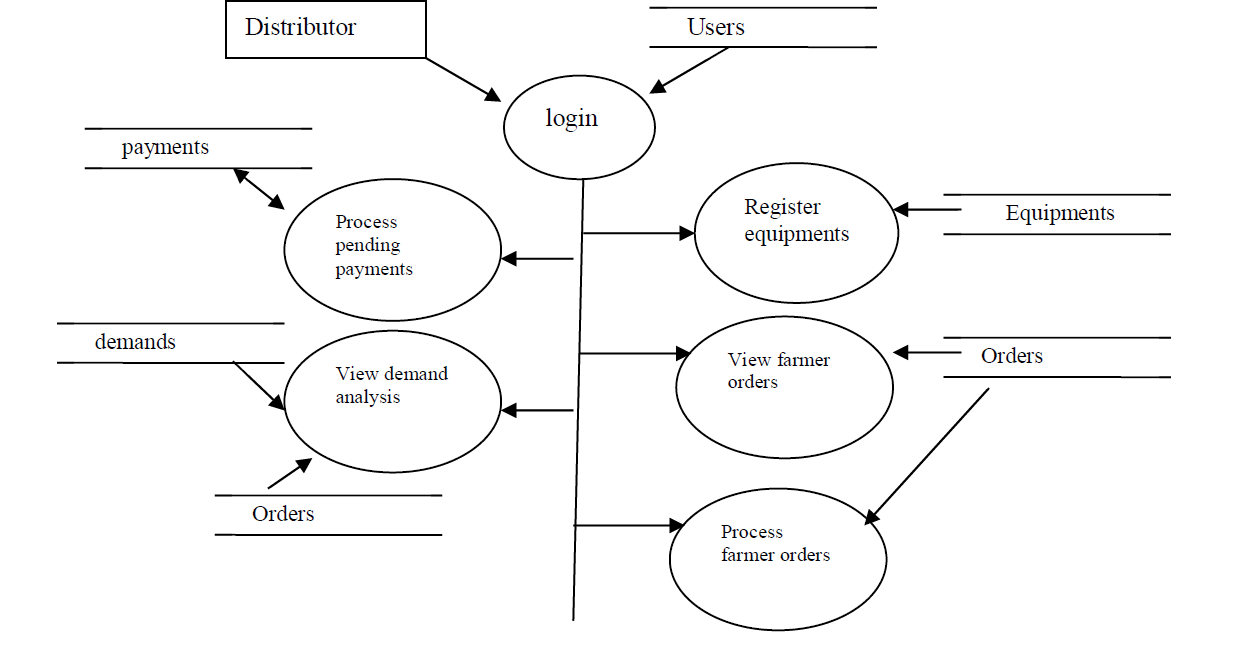 Distributor
Users
login
payments
Process
pending
payments
Register
equipments
Equipments
demands
View demand
analysis
View farmer
orders
Orders
Orders
Process
farmer orders